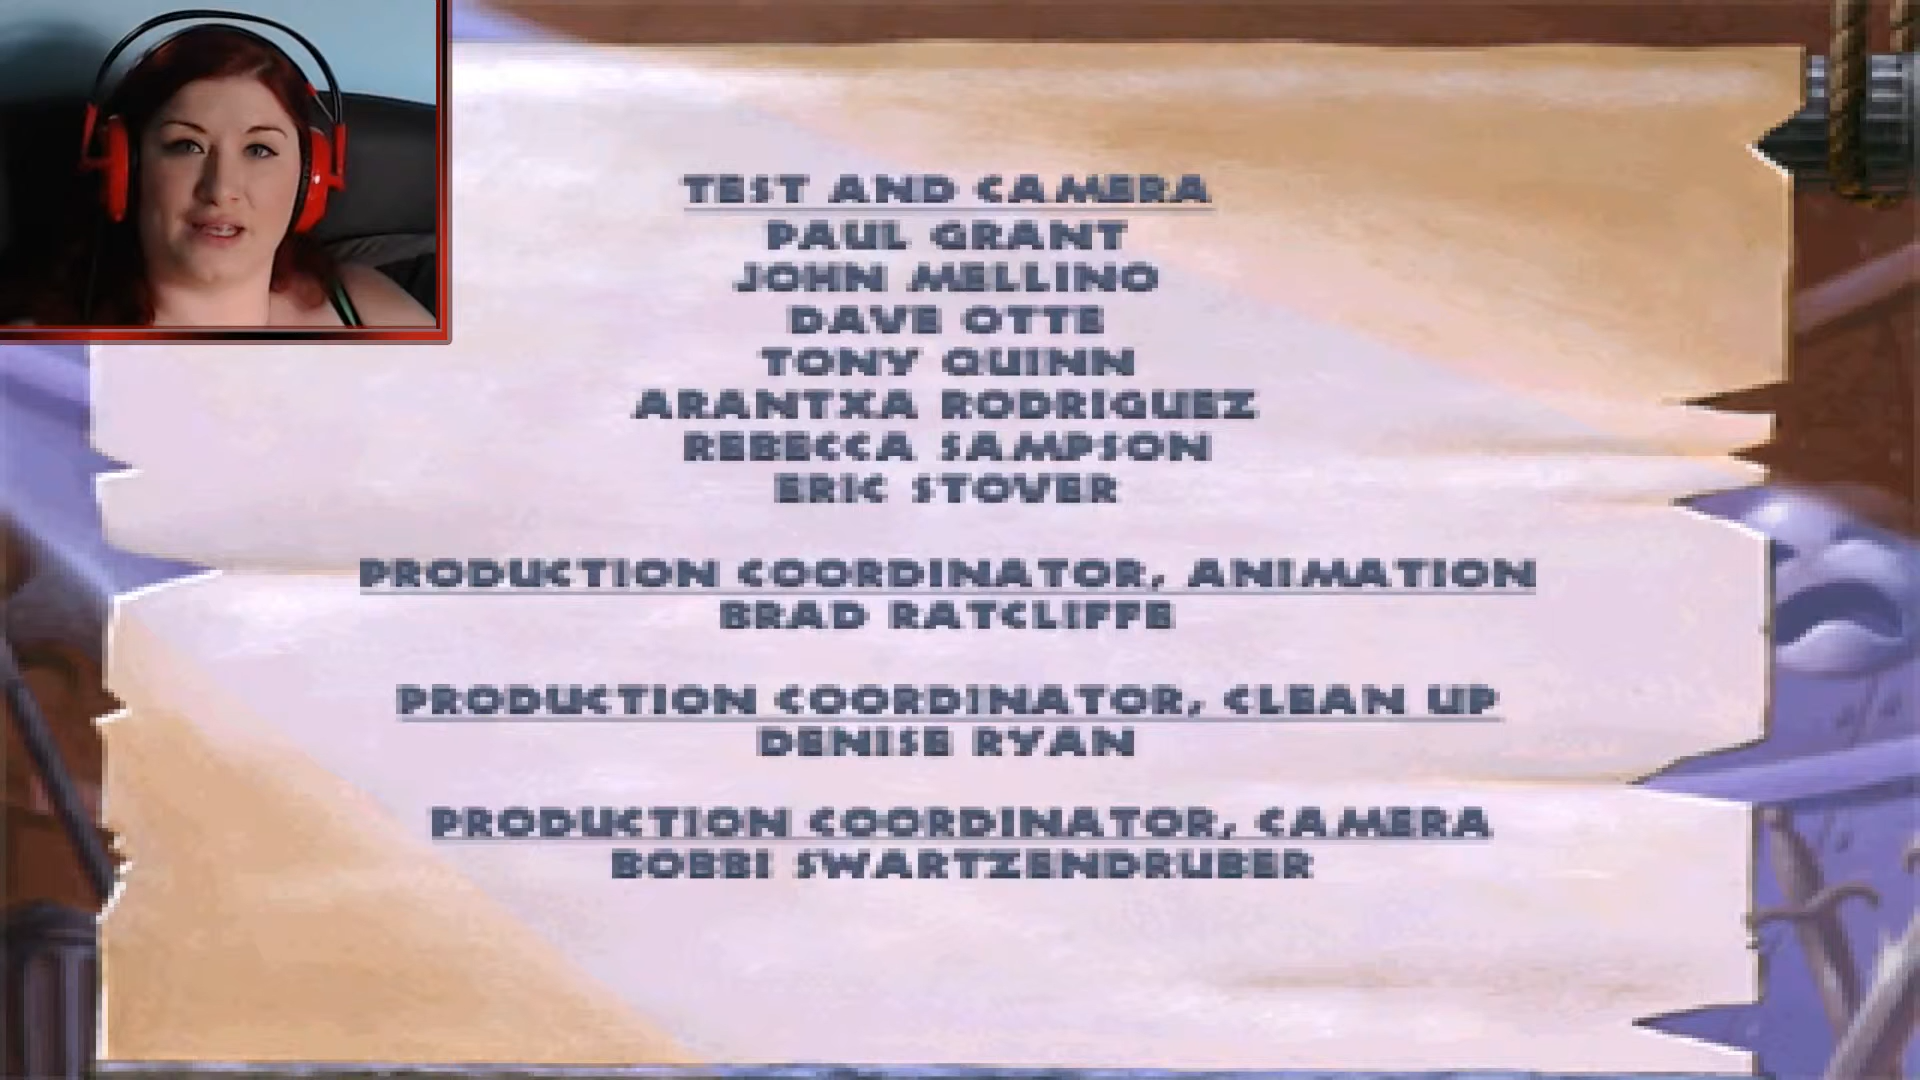 TEST AND CAMERA
PAUL GRANT
JOHN MELLINO
DAVE OTTE
TONY QUINN
ARANTXA RODRIGUEZ
REBECCA SAMPSON
ERIC STOVER
PRODUCTION COORDINATOR, ANIMATION
BRAD RATCLIFFE
PRODUCTION COORDINATOR, CLEAN UP
DENISE RYAN
PRODUCTION COORDINATOR, CAMERA
BOBBI SWARTZENDRUBER